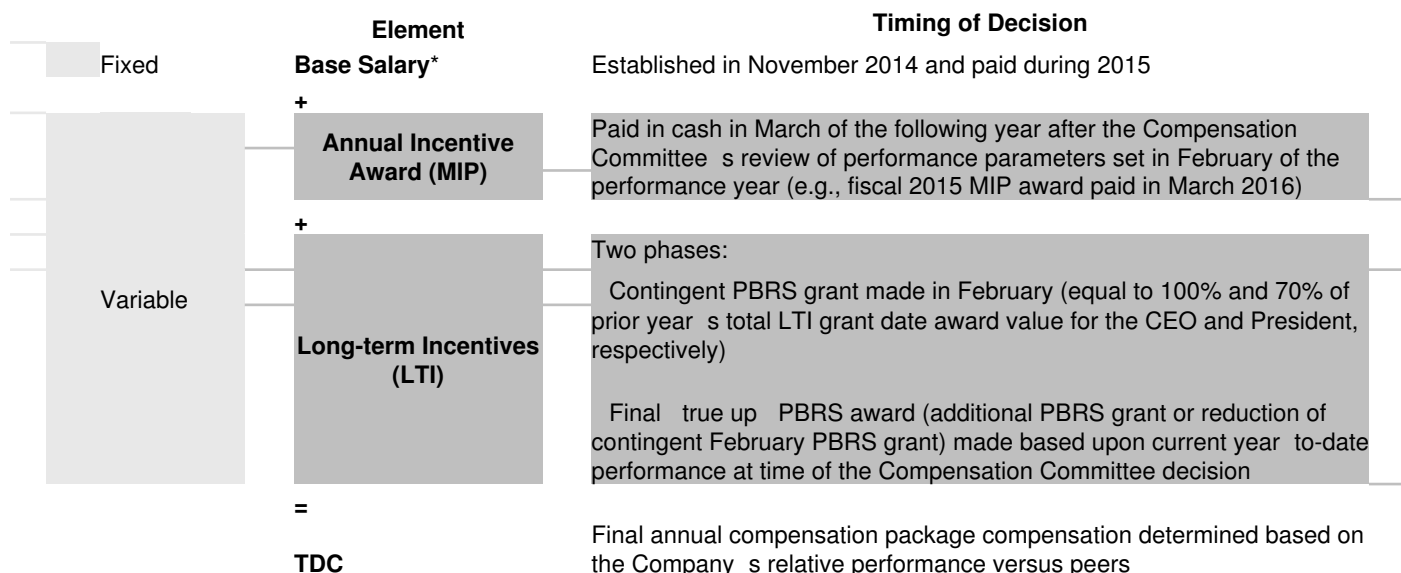 Element
Timing of Decision
Fixed
Base Salary*
Established in November 2014 and paid during 2015
+
Annual Incentive
Award (MIP)
Paid in cash in March of the following year after the Compensation
Committee s review of performance parameters set in February of the
performance year (e.g., fiscal 2015 MIP award paid in March 2016)
+
Variable
Long-term Incentives
(LTI)
Two phases:
Contingent PBRS grant made in February (equal to 100% and 70% of
prior year s total LTI grant date award value for the CEO and President,
respectively)
Final true up PBRS award (additional PBRS grant or reduction of
contingent February PBRS grant) made based upon current year to-date
performance at time of the Compensation Committee decision
=
TDC
Final annual compensation package compensation determined based on
the Company s relative performance versus peers